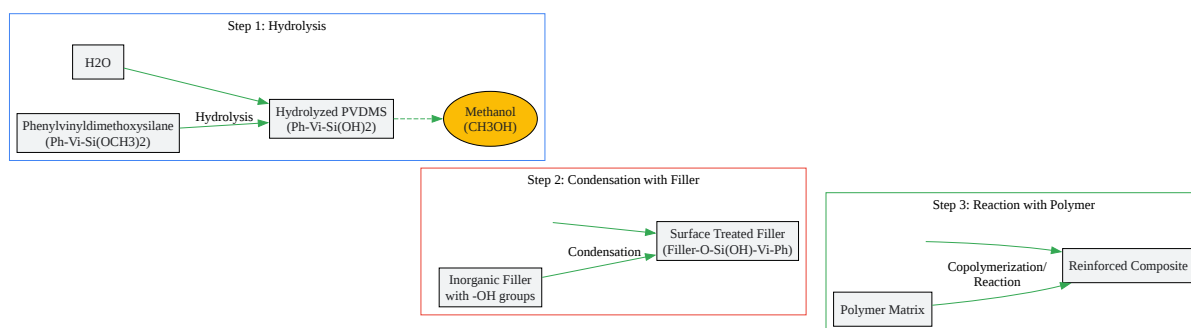 Step 1: Hydrolysis
H2O
Phenylvinyldimethoxysilane
(Ph-Vi-Si(OCH3)2)
Hydrolysis
Hydrolyzed PVDMS
(Ph-Vi-Si(OH)2)
Methanol
(CH3OH)
Step 2: Condensation with Filler
Inorganic Filler
with -OH groups
Condensation
Surface Treated Filler
(Filler-O-Si(OH)-Vi-Ph)
Step 3: Reaction with Polymer
Polymer Matrix
Copolymerization/
Reaction
Reinforced Composite